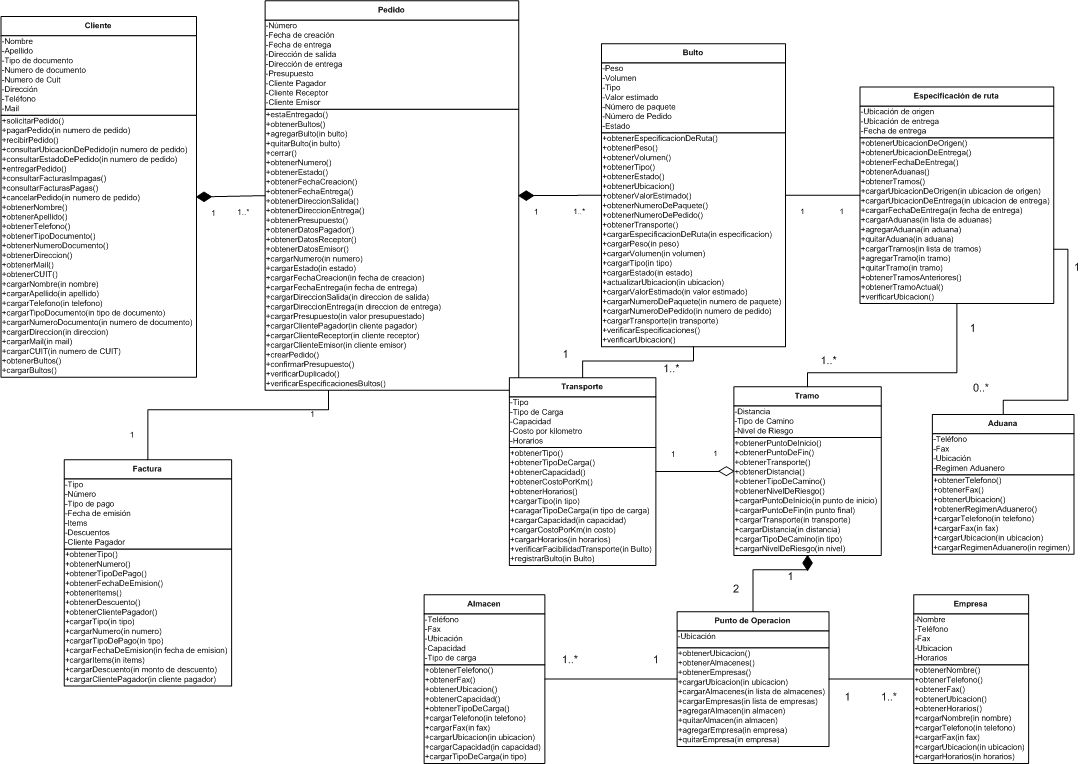 Cliente
-Nombre
-Apellido
-Tipo de documento
-Numero de documento
-Numero de Cuit
-Dirección
-Teléfono
-Mail
+solicitarPedido()
+pagarPedido(in numero de pedido)
+recibirPedido()
+consultarUbicacionDePedido(in numero de pedido)
+consultarEstadoDePedido(in numero de pedido)
+entregarPedido()
+consultarFacturasImpagas()
+consultarFacturasPagas()
+cancelarPedido(in numero de pedido)
+obtenerNombre()
+obtenerApellido()
+obtenerTelefono()
+obtenerTipoDocumento()
+obtenerNumeroDocumento()
+obtenerDireccion()
+obtenerMail()
+obtenerCUIT()
+cargarNombre(in nombre)
+cargarApellido(in apellido)
+cargarTelefono(in telefono)
+cargarTipoDocumento(in tipo de documento)
+cargarNumeroDocumento(in numero de documento)
+cargarDireccion(in direccion)
+cargarMail(in mail)
+cargarCUIT(in numero de CUIT)
+obtenerBultos()
+cargarBultos()
1
1..*
Pedido
-Número
-Fecha de creación
-Fecha de entrega
-Dirección de salida
-Dirección de entrega
-Presupuesto
-Cliente Pagador
-Cliente Receptor
-Cliente Emisor
+estaEntregado()
+obtenerBultos()
+agregarBulto(in bulto)
+quitarBulto(in bulto)
+cerrar()
+obtenerNumero()
+obtenerEstado()
+obtenerFechaCreacion()
+obtenerFechaEntrega()
+obtenerDireccionSalida()
+obtenerDireccionEntrega()
+obtenerPresupuesto()
+obtenerDatosPagador()
+obtenerDatosReceptor()
+obtenerDatosEmisor()
+cargarNumero(in numero)
+cargarEstado(in estado)
+cargarFechaCreacion(in fecha de creacion)
+cargarFechaEntrega(in fecha de entrega)
+cargarDireccionSalida(in direccion de salida)
+cargarDireccionEntrega(in direccion de entrega)
+cargarPresupuesto(in valor presupuestado)
+cargarClientePagador(in cliente pagador)
+cargarClienteReceptor(in cliente receptor)
+cargarClienteEmisor(in cliente emisor)
+crearPedido()
+confirmarPresupuesto()
+verificarDuplicado()
+verificarEspecificacionesBultos()
1
1..*
Bulto
-Peso
-Volumen
-Tipo
-Valor estimado
-Número de paquete
-Número de Pedido
-Estado
+obtenerEspecificacionDeRuta()
+obtenerPeso()
+obtenerVolumen()
+obtenerTipo()
+obtenerEstado()
+obtenerUbicacion()
+obtenerValorEstimado()
+obtenerNumeroDePaquete()
+obtenerNumeroDePedido()
+obtenerTransporte()
+cargarEspecificacionDeRuta(in especificacion)
+cargarPeso(in peso)
+cargarVolumen(in volumen)
+cargarTipo(in tipo)
+cargarEstado(in estado)
+actualizarUbicacion(in ubicacion)
+cargarValorEstimado(in valor estimado)
+cargarNumeroDePaquete(in numero de paquete)
+cargarNumeroDePedido(in numero de pedido)
+cargarTransporte(in transporte)
+verificarEspecificaciones()
+verificarUbicacion()
1
1
Especificación de ruta
-Ubicación de origen
-Ubicación de entrega
-Fecha de entrega
+obtenerUbicacionDeOrigen()
+obtenerUbicacionDeEntrega()
+obtenerFechaDeEntrega()
+obtenerAduanas()
+obtenerTramos()
+cargarUbicacionDeOrigen(in ubicacion de origen)
+cargarUbicacionDeEntrega(in ubicacion de entrega)
+cargarFechaDeEntrega(in fecha de entrega)
+cargarAduanas(in lista de aduanas)
+agregarAduana(in aduana)
+quitarAduana(in aduana)
+cargarTramos(in lista de tramos)
+agregarTramo(in tramo)
+quitarTramo(in tramo)
+obtenerTramosAnteriores()
+obtenerTramoActual()
+verificarUbicacion()
1
1
1..*
0..*
1
1..*
1
1
Factura
-Tipo
-Número
-Tipo de pago
-Fecha de emisión
-Items
-Descuentos
-Cliente Pagador
+obtenerTipo()
+obtenerNumero()
+obtenerTipoDePago()
+obtenerFechaDeEmision()
+obtenerItems()
+obtenerDescuento()
+obtenerClientePagador()
+cargarTipo(in tipo)
+cargarNumero(in numero)
+cargarTipoDePago(in tipo)
+cargarFechaDeEmision(in fecha de emision)
+cargarItems(in items)
+cargarDescuento(in monto de descuento)
+cargarClientePagador(in cliente pagador)
Transporte
-Tipo
-Tipo de Carga
-Capacidad
-Costo por kilometro
-Horarios
+obtenerTipo()
+obtenerTipoDeCarga()
+obtenerCapacidad()
+obtenerCostoPorKm()
+obtenerHorarios()
+cargarTipo(in tipo)
+caragarTipoDeCarga(in tipo de carga)
+cargarCapacidad(in capacidad)
+cargarCostoPorKm(in costo)
+cargarHorarios(in horarios)
+verificarFacibilidadTransporte(in Bulto)
+registrarBulto(in Bulto)
1
1
Tramo
-Distancia
-Tipo de Camino
-Nivel de Riesgo
+obtenerPuntoDeInicio()
+obtenerPuntoDeFin()
+obtenerTransporte()
+obtenerDistancia()
+obtenerTipoDeCamino()
+obtenerNivelDeRiesgo()
+cargarPuntoDeInicio(in punto de inicio)
+cargarPuntoDeFin(in punto final)
+cargarTransporte(in transporte)
+cargarDistancia(in distancia)
+cargarTipoDeCamino(in tipo)
+cargarNivelDeRiesgo(in nivel)
Aduana
-Teléfono
-Fax
-Ubicación
-Regimen Aduanero
+obtenerTelefono()
+obtenerFax()
+obtenerUbicacion()
+obtenerRegimenAduanero()
+cargarTelefono(in telefono)
+cargarFax(in fax)
+cargarUbicacion(in ubicacion)
+cargarRegimenAduanero(in regimen)
1
2
Almacen
-Teléfono
-Fax
-Ubicación
-Capacidad
-Tipo de carga
+obtenerTelefono()
+obtenerFax()
+obtenerUbicacion()
+obtenerCapacidad()
+obtenerTipoDeCarga()
+cargarTelefono(in telefono)
+cargarFax(in fax)
+cargarUbicacion(in ubicacion)
+cargarCapacidad(in capacidad)
+cargarTipoDeCarga(in tipo)
1..*
1
Punto de Operacion
-Ubicación
+obtenerUbicacion()
+obtenerAlmacenes()
+obtenerEmpresas()
+cargarUbicacion(in ubicacion)
+cargarAlmacenes(in lista de almacenes)
+cargarEmpresas(in lista de empresas)
+agregarAlmacen(in almacen)
+quitarAlmacen(in almacen)
+agregarEmpresa(in empresa)
+quitarEmpresa(in empresa)
1
1..*
Empresa
-Nombre
-Teléfono
-Fax
-Ubicacion
-Horarios
+obtenerNombre()
+obtenerTelefono()
+obtenerFax()
+obtenerUbicacion()
+obtenerHorarios()
+cargarNombre(in nombre)
+cargarTelefono(in telefono)
+cargarFax(in fax)
+cargarUbicacion(in ubicacion)
+cargarHorarios(in horarios)